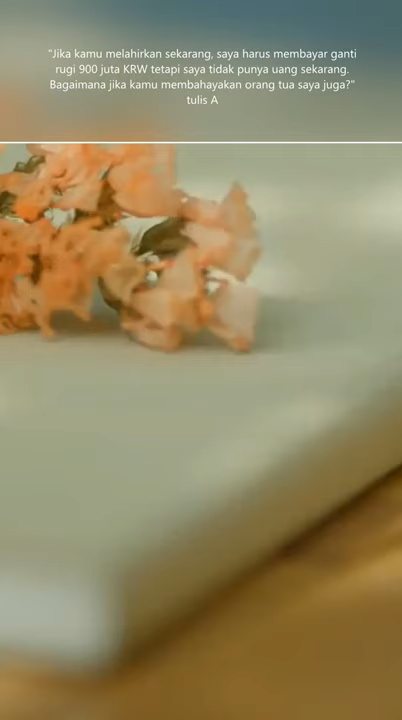 "Jika kamu melahirkan sekarang, saya harus membayar ganti
rugi 900 juta KRW tetapi saya tidak punya uang sekarang.
Bagaimana jika kamu membahayakan orang tua saya juga?"
tulis A